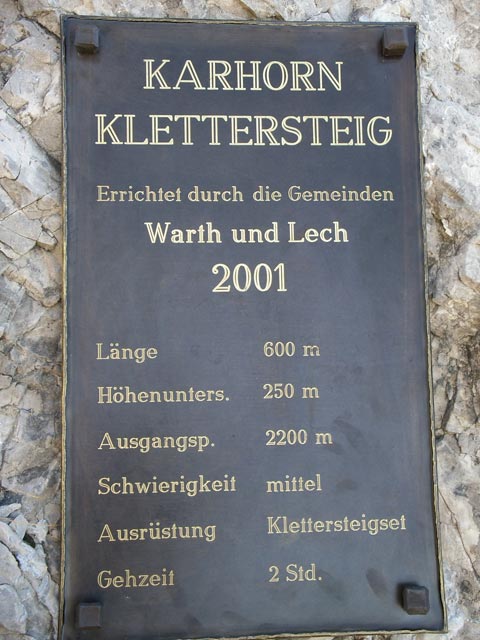 KARHORN
KLETTERSTEIG
Errichtet durch die Gemeinden
Warth und Lech
2001
Länge 600 m
Höhenunters. 250 m
Ausgangsp. 2200 m
Schwierigkeit mittel
Ausrüstung Klettersteigset
Gehzeit 2 Std.